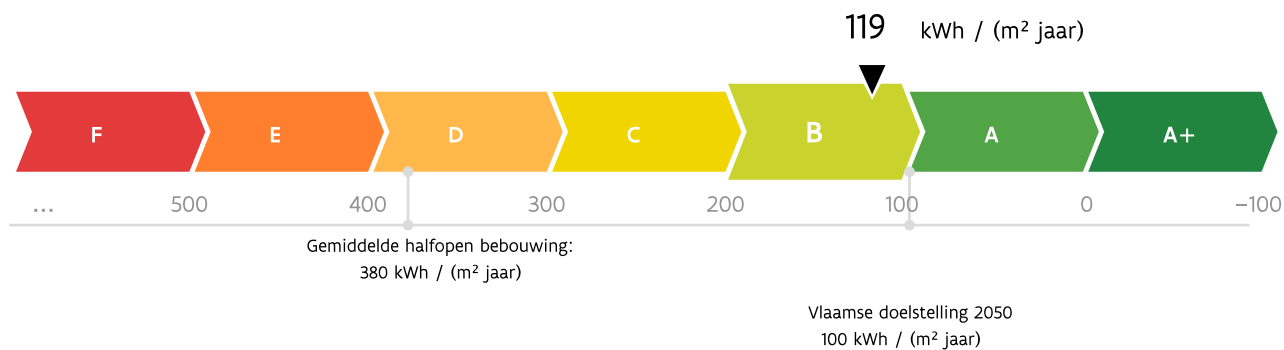 119 kWh / (m² jaar)
F E D C B A A+
... 500 400 300 200 100 0 −100
Gemiddelde halfopen bebouwing:
380 kWh / (m² jaar)
Vlaamse doelstelling 2050
100 kWh / (m² jaar)